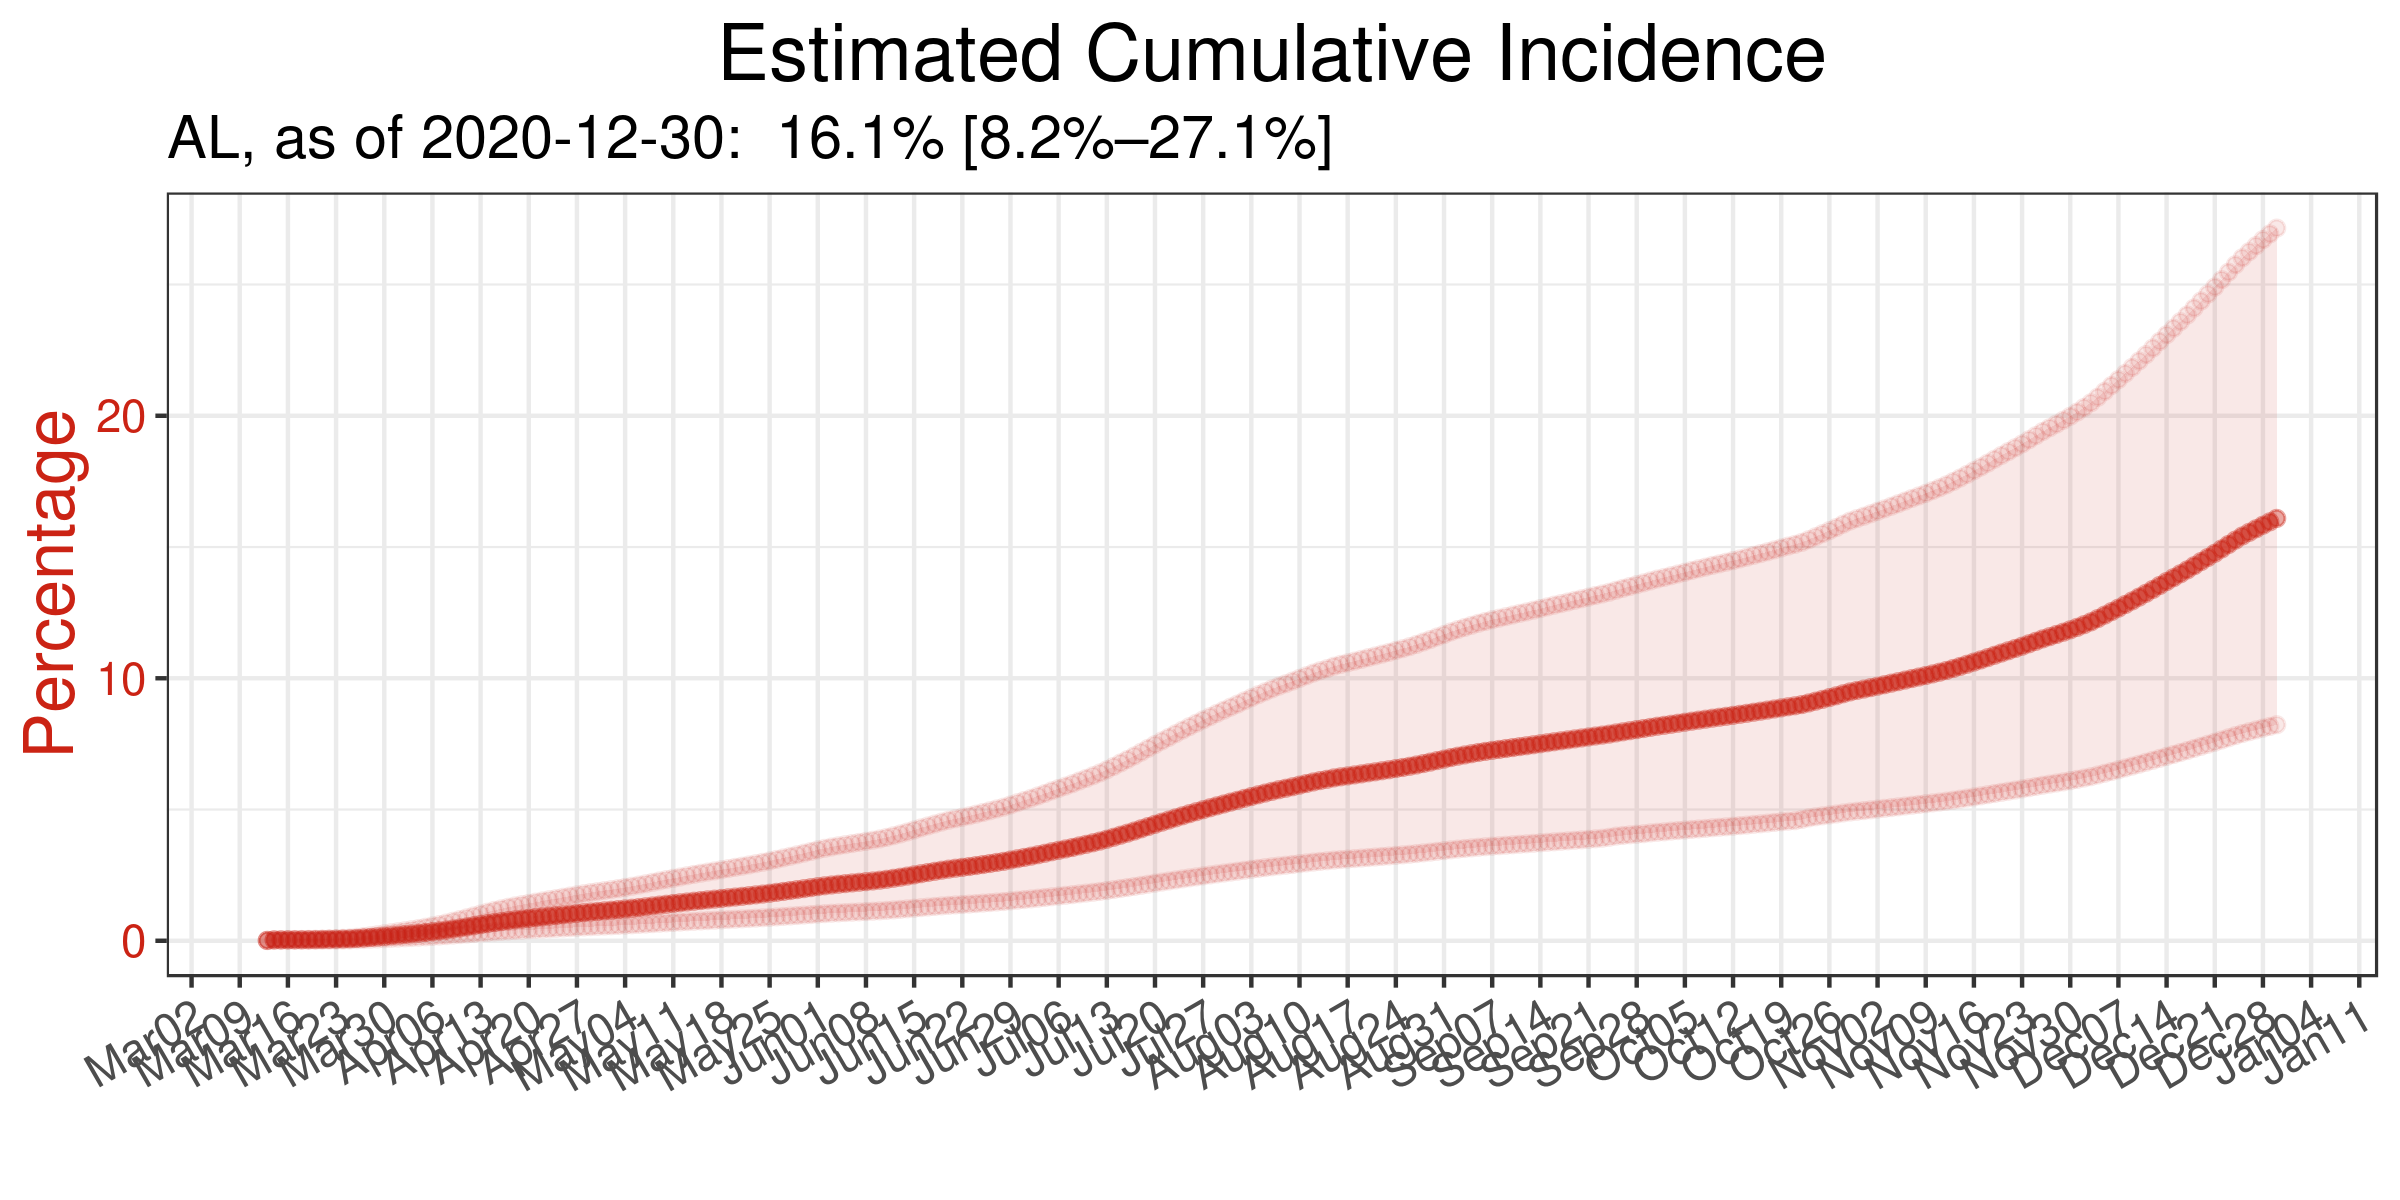 Estimated Cumulative Incidence
AL, as of 2020-12-30:  16.1% [8.2%–27.1%]
Percentage
20
10
0
Mar02
Mar09
Mar16
Mar23
Mar30
Apr06
Apr13
Apr20
Apr27
May04
May11
May18
May25
Jun01
Jun08
Jun15
Jun22
Jun29
Jul06
Jul13
Jul20
Jul27
Aug03
Aug10
Aug17
Aug24
Aug31
Sep07
Sep14
Sep21
Sep28
Oct05
Oct12
Oct19
Oct26
Nov02
Nov09
Nov16
Nov23
Nov30
Dec07
Dec14
Dec21
Dec28
Jan04
Jan11